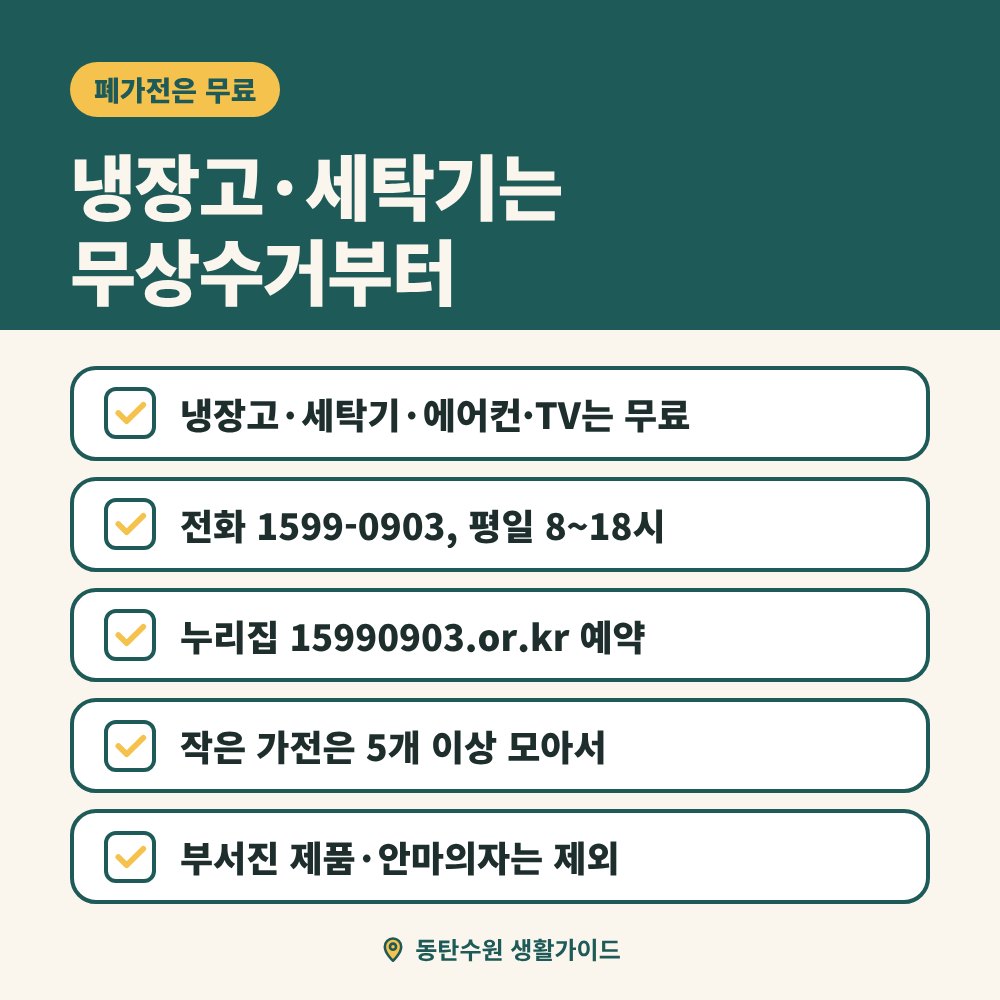 폐가전은 무료
냉장고·세탁기는
무상수거부터
냉장고·세탁기·에어컨·TV는 무료
전화 1599-0903, 평일 8~18시
누리집 15990903.or.kr 예약
작은 가전은 5개 이상 모아서
부서진 제품·안마의자는 제외
동탄수원 생활가이드